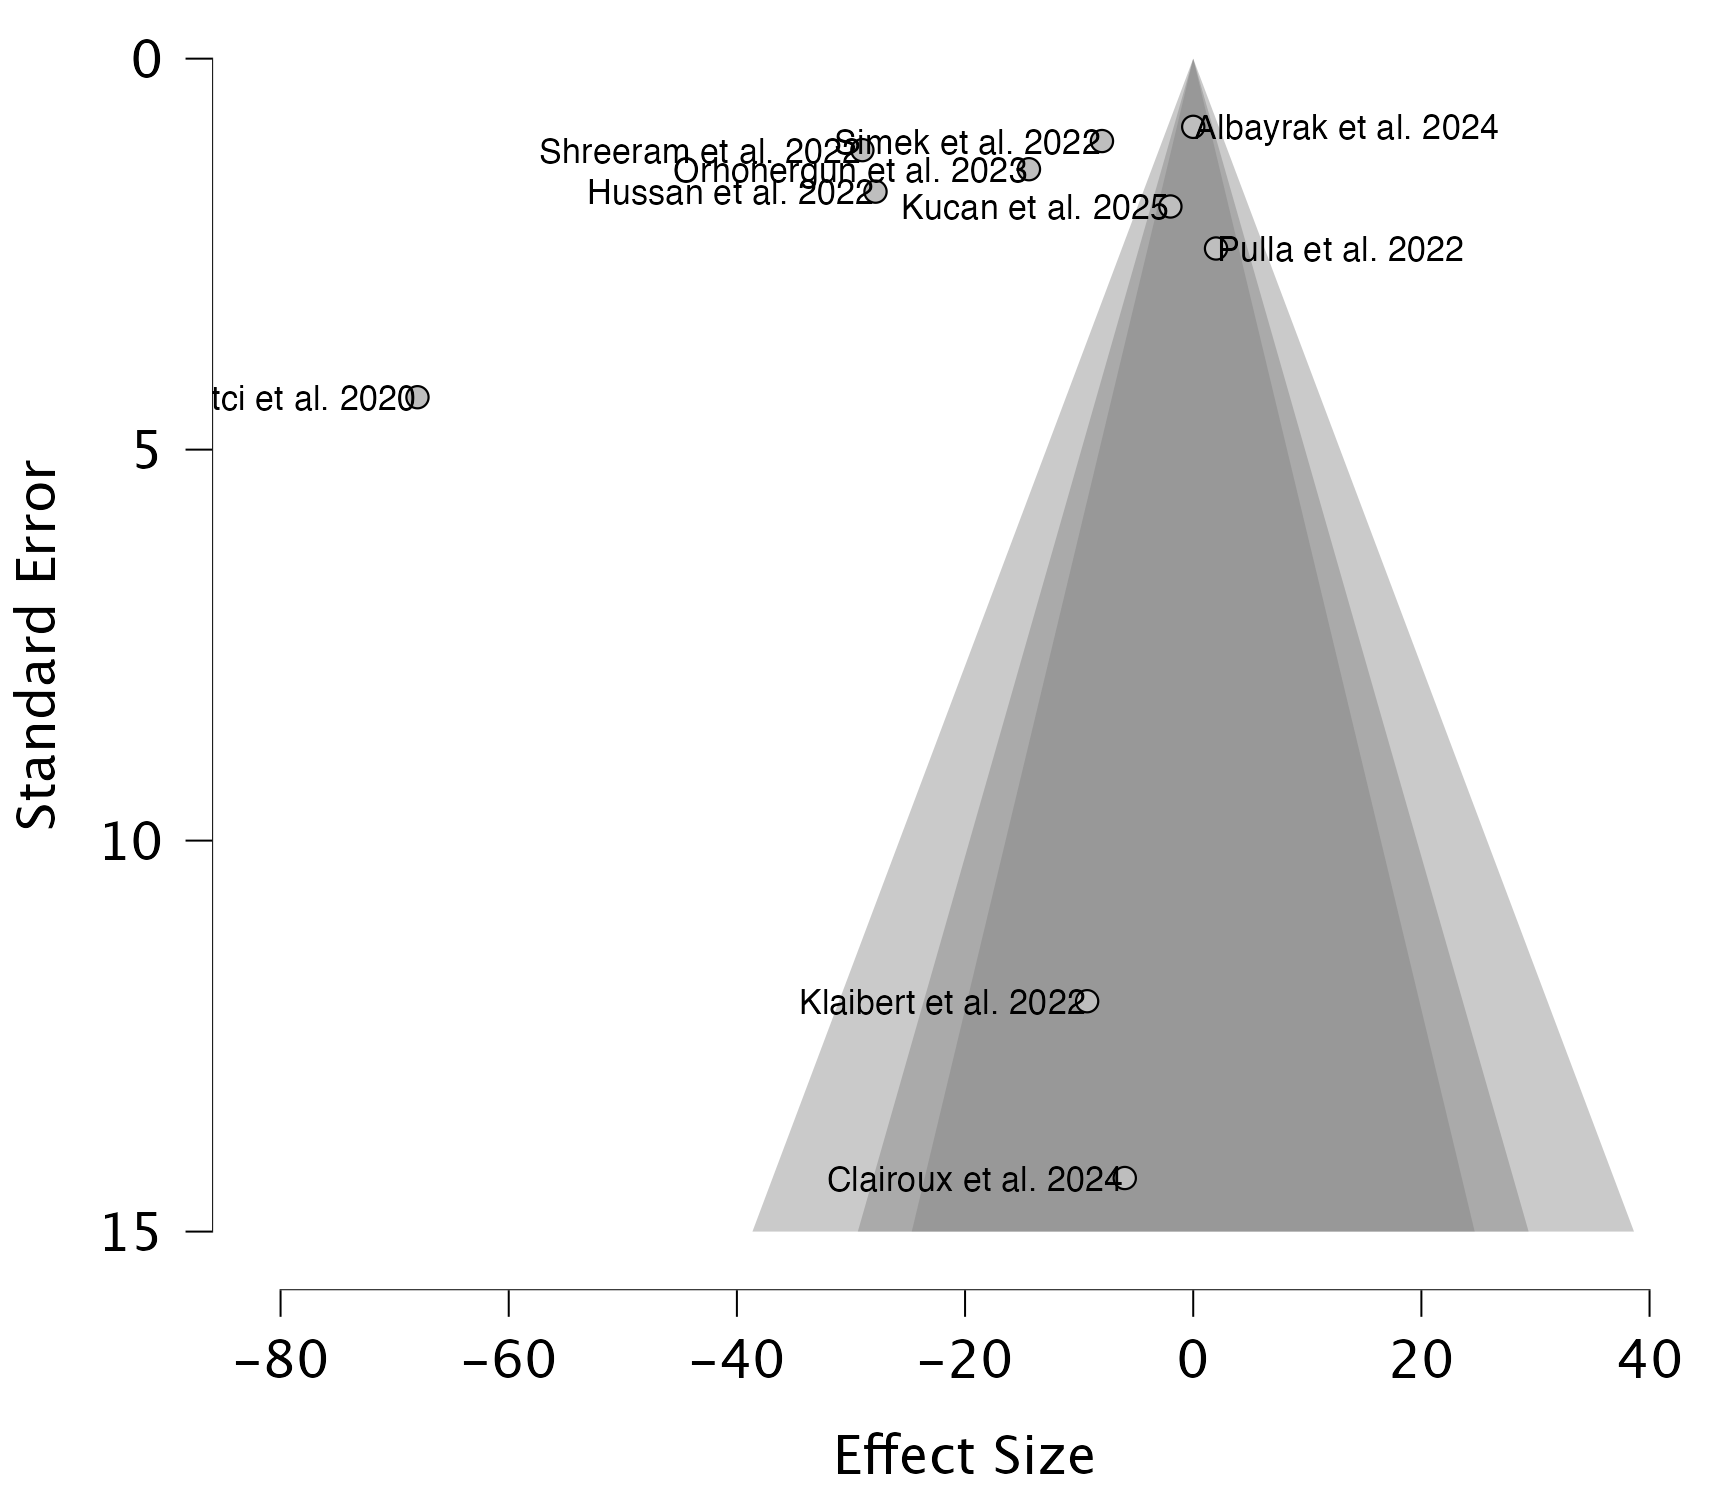 0
Albayrak et al. 2024
Simek et al. 2022
Shreeram et al. 2022
Orhohergun et al. 2023
Hussan et al. 2022
Kucan et al. 2025
Pulla et al. 2022
tci et al. 2020
5
Standard Error
10
Klaibert et al. 2022
Clairoux et al. 2024
15
−80 −60 −40 −20 0 20 40
Effect Size